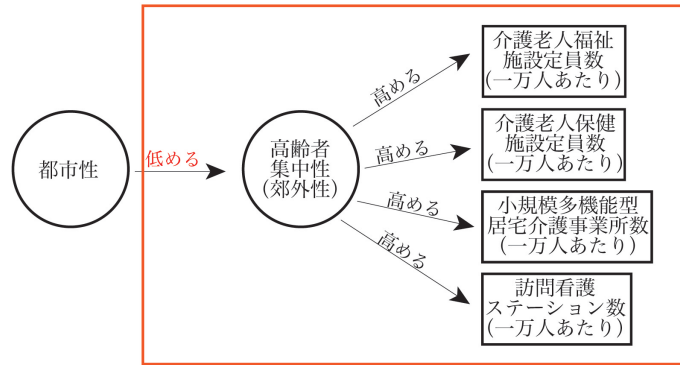 都市性
低める
高齢者
集中性
(郊外性)
高める
高める
高める
高める
介護老人福祉
施設定員数
(一万人あたり)
介護老人保健
施設定員数
(一万人あたり)
小規模多機能型
居宅介護事業所数
(一万人あたり)
訪問看護
ステーション数
(一万人あたり)